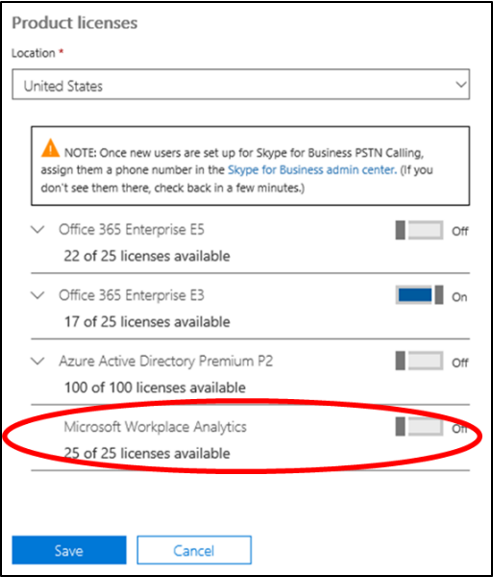 Product licenses
Location *
United States
NOTE: Once new users are set up for Skype for Business PSTN Calling,
assign them a phone number in the Skype for Business admin center. (If you
don't see them there, check back in a few minutes.)
Office 365 Enterprise E5 Off
22 of 25 licenses available
Office 365 Enterprise E3 On
17 of 25 licenses available
Azure Active Directory Premium P2 Off
100 of 100 licenses available
Microsoft Workplace Analytics Off
25 of 25 licenses available
Save Cancel